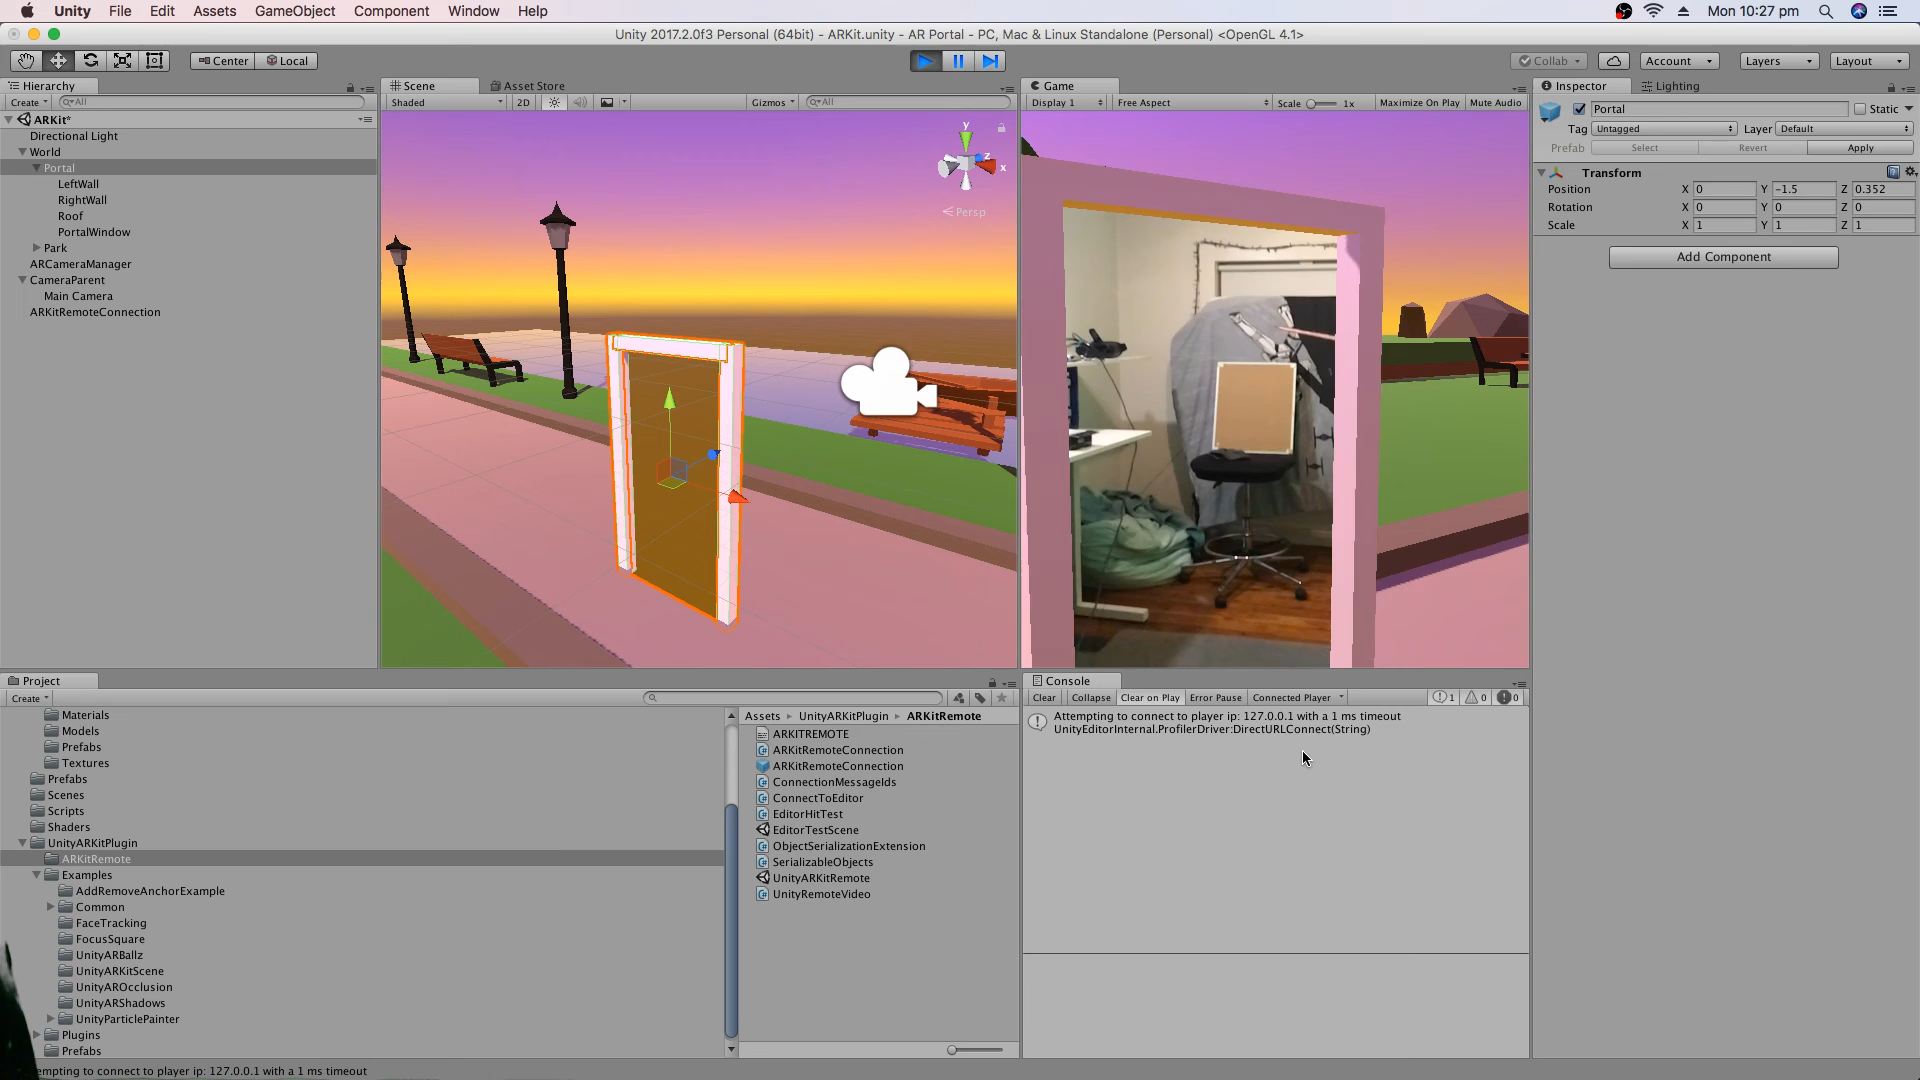 Unity File Edit Assets GameObject Component Window Help Mon 10:27 pm
Unity 2017.2.0f3 Personal (64bit) - ARKit.unity - AR Portal - PC, Mac & Linux Standalone (Personal) <OpenGL 4.1>
Center Local Collab Account Layers Layout
Hierarchy
Create All
ARKit*
Directional Light
World
Portal
LeftWall
RightWall
Roof
PortalWindow
Park
ARCameraManager
CameraParent
Main Camera
ARKitRemoteConnection
Scene Asset Store
Shaded 2D Gizmos All
y
z
x
Persp
Game
Display 1 Free Aspect Scale 1x Maximize On Play Mute Audio
Inspector Lighting
Portal Static
Tag Untagged Layer Default
Prefab Select Revert Apply
Transform
Position X 0 Y -1.5 Z 0.352
Rotation X 0 Y 0 Z 0
Scale X 1 Y 1 Z 1
Add Component
Project
Create
Materials
Models
Prefabs
Textures
Prefabs
Scenes
Scripts
Shaders
UnityARKitPlugin
ARKitRemote
Examples
AddRemoveAnchorExample
Common
FaceTracking
FocusSquare
UnityARBallz
UnityARKitScene
UnityAROcclusion
UnityARShadows
UnityParticlePainter
Plugins
Prefabs
Assets UnityARKitPlugin ARKitRemote
ARKITREMOTE
ARKitRemoteConnection
ARKitRemoteConnection
ConnectionMessageIds
ConnectToEditor
EditorHitTest
EditorTestScene
ObjectSerializationExtension
SerializableObjects
UnityARKitRemote
UnityRemoteVideo
Console
Clear Collapse Clear on Play Error Pause Connected Player 1 0 0
Attempting to connect to player ip: 127.0.0.1 with a 1 ms timeout
UnityEditorInternal.ProfilerDriver:DirectURLConnect(String)
empting to connect to player ip: 127.0.0.1 with a 1 ms timeout